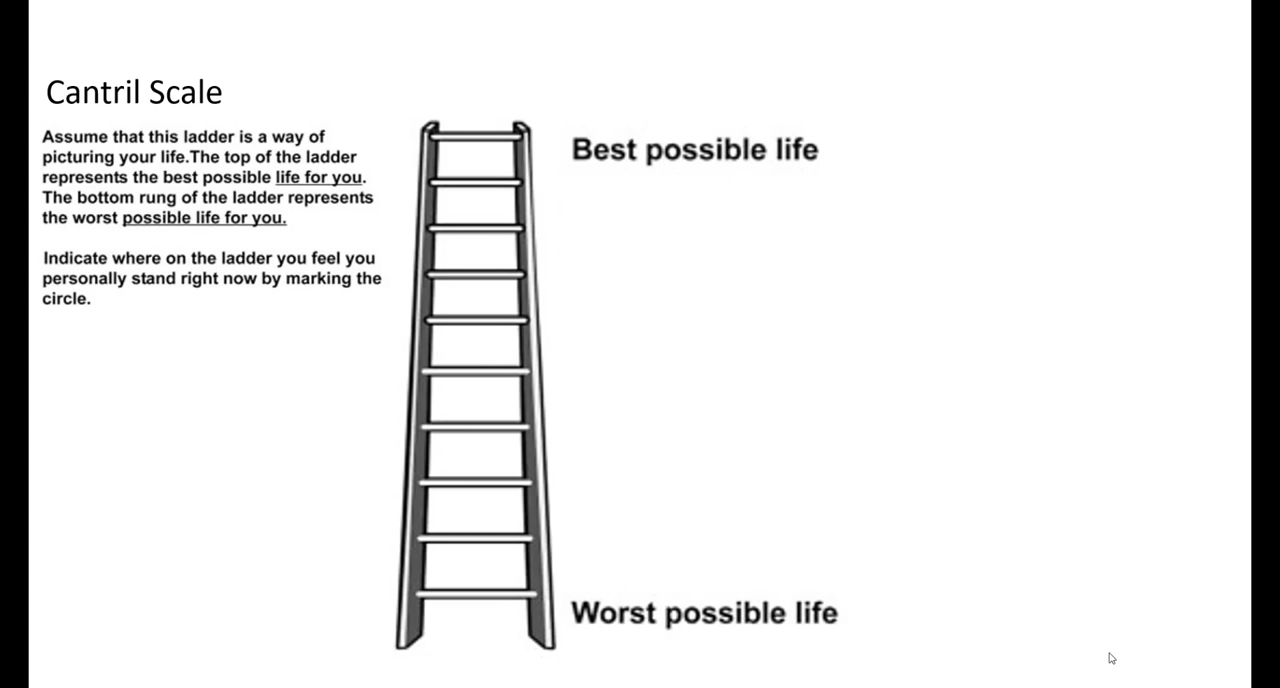 Cantril Scale
Assume that this ladder is a way of
picturing your life.The top of the ladder
represents the best possible life for you.
The bottom rung of the ladder represents
the worst possible life for you.
Indicate where on the ladder you feel you
personally stand right now by marking the
circle.
Best possible life
Worst possible life